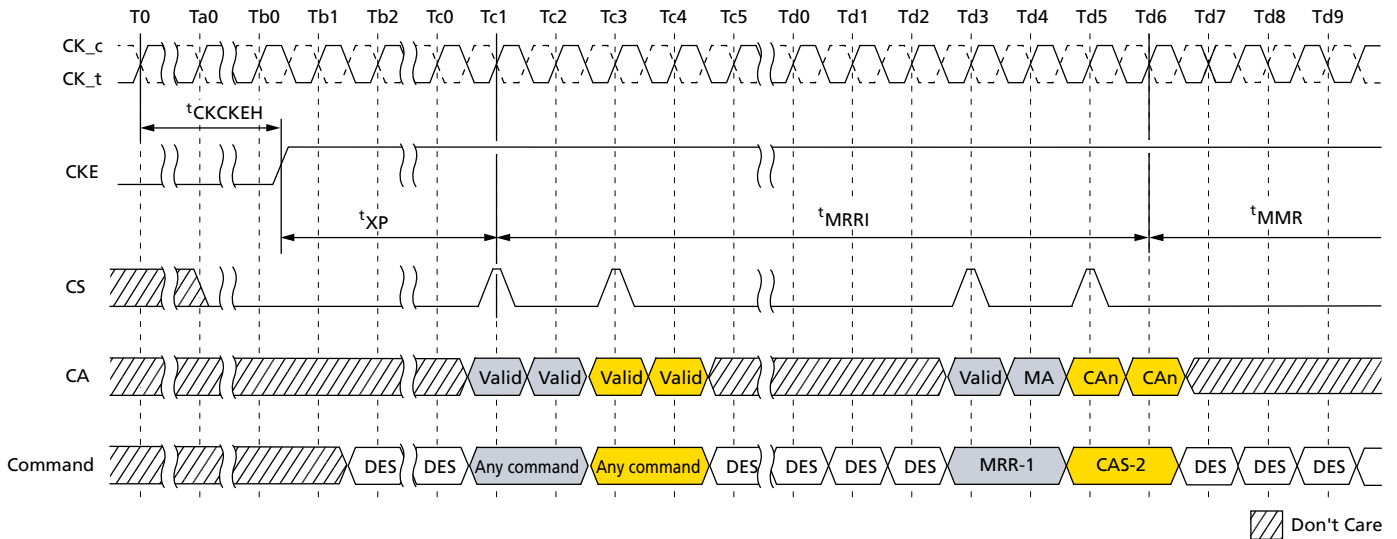 T0 Ta0 Tb0 Tb1 Tb2 Tc0 Tc1 Tc2 Tc3 Tc4 Tc5 Td0 Td1 Td2 Td3 Td4 Td5 Td6 Td7 Td8 Td9
CK_c
CK_t
tCKCKEH
CKE
tXP tMRRI tMMR
CS
CA Valid Valid Valid Valid Valid MA CAn CAn
Command DES DES Any command Any command DES DES DES DES MRR-1 CAS-2 DES DES DES
Don't Care